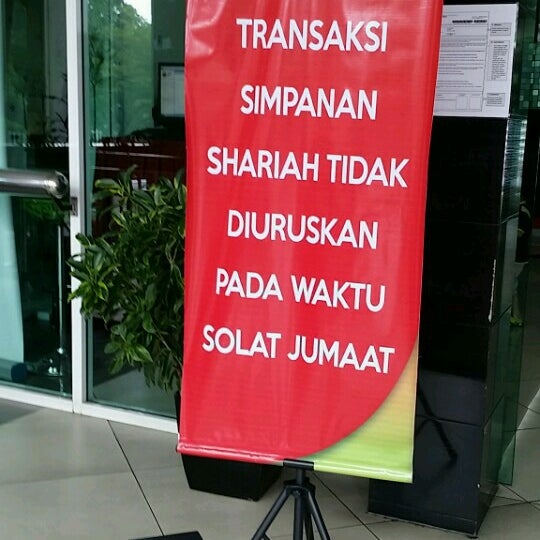 TRANSAKSI
SIMPANAN
SHARIAH TIDAK
DIURUSKAN
PADA WAKTU
SOLAT JUMAAT